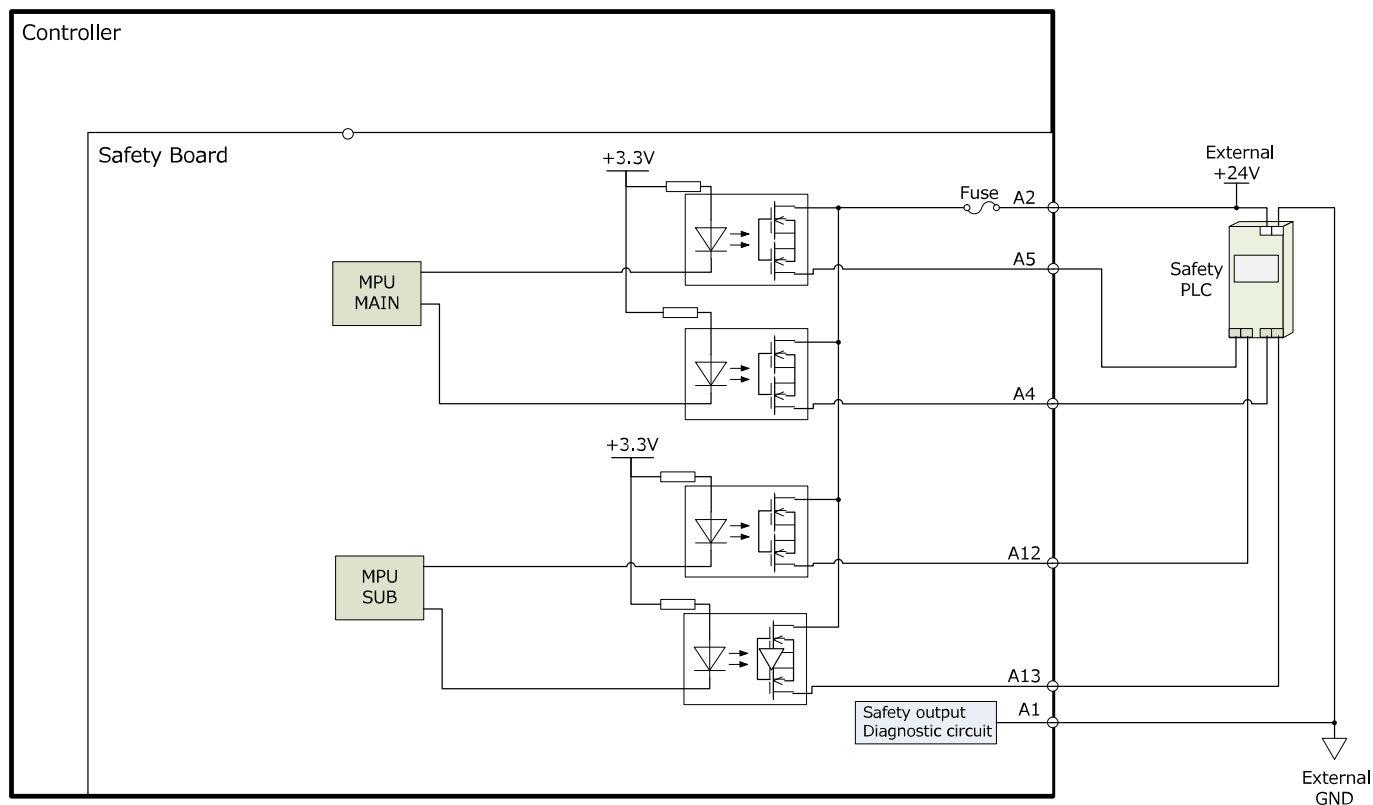 Controller
Safety Board
+3.3V
External
+24V
Fuse
A2
A5
Safety
PLC
MPU
MAIN
A4
+3.3V
A12
MPU
SUB
A13
Safety output
Diagnostic circuit
A1
External
GND